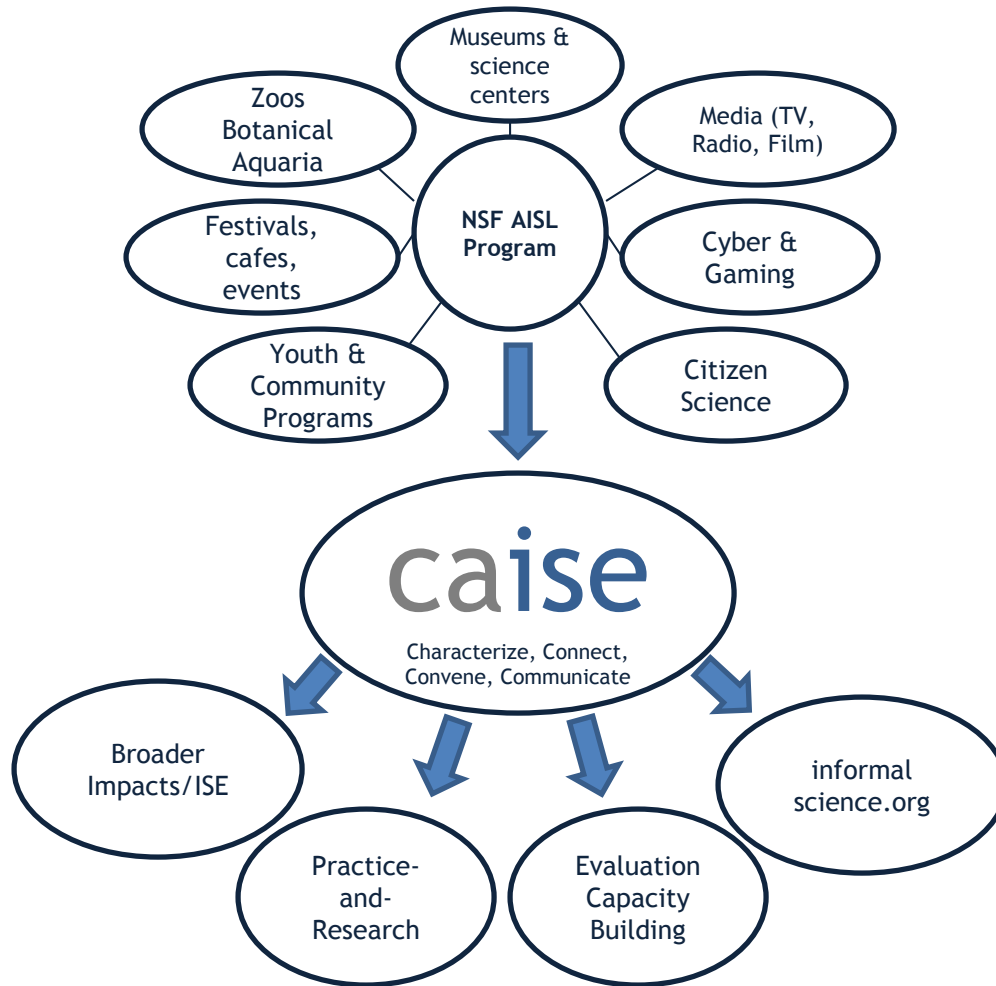 Museums &
science
centers
Zoos
Botanical
Aquaria
Media (TV,
Radio, Film)
NSF AISL
Program
Festivals,
cafes,
events
Cyber &
Gaming
Youth &
Community
Programs
Citizen
Science
caise
Characterize, Connect,
Convene, Communicate
Broader
Impacts/ISE
informal
science.org
Practice-
and-
Research
Evaluation
Capacity
Building